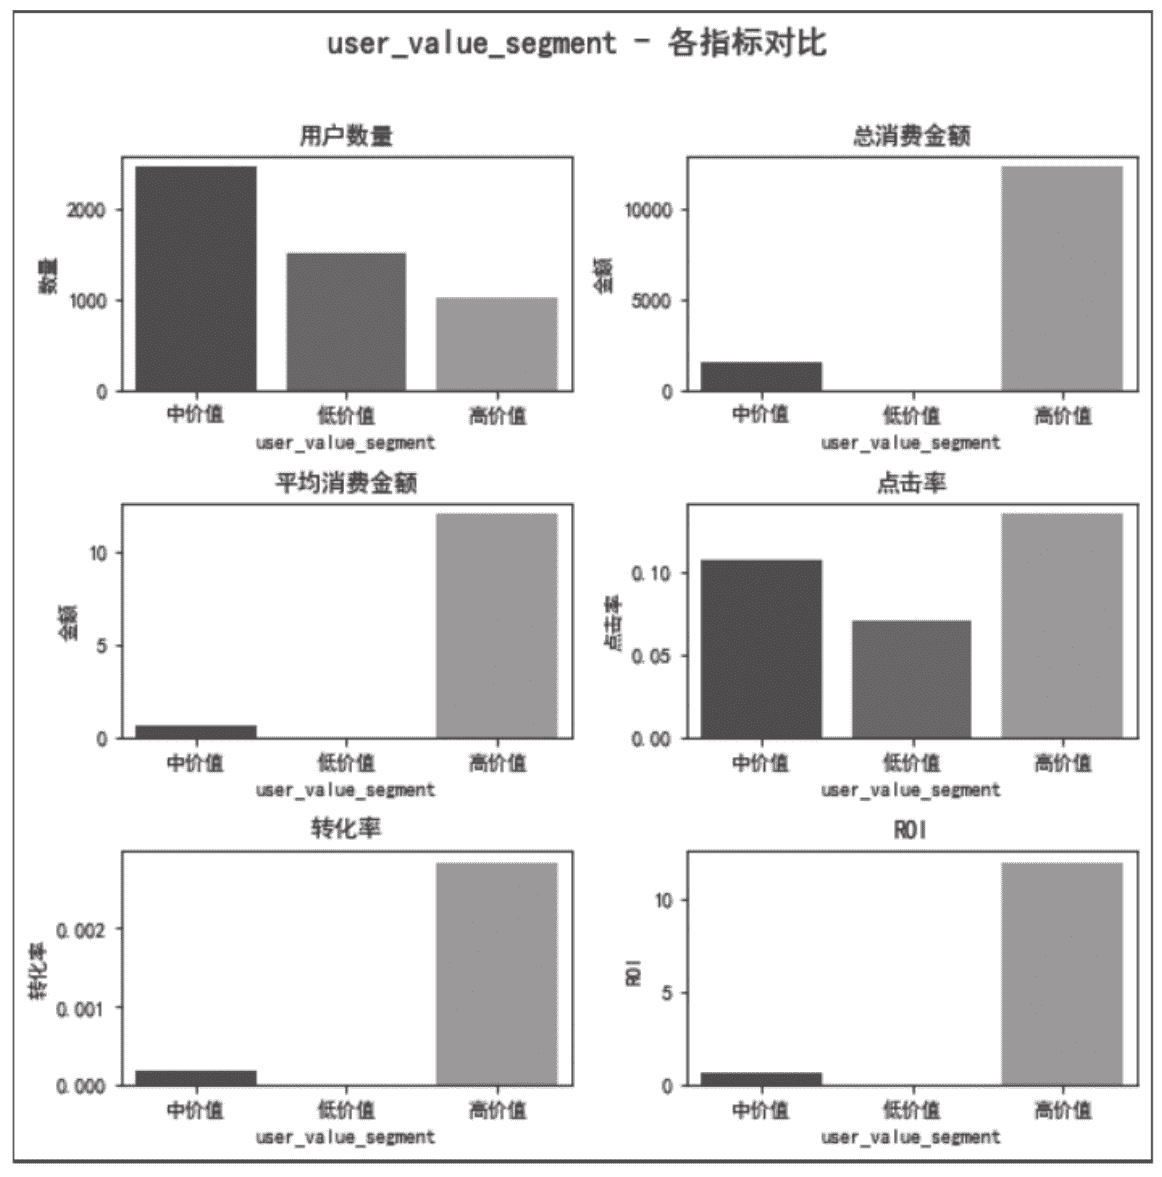 user_value_segment - 各指标对比
用户数量
数量
2000
1000
0
中价值 低价值 高价值
user_value_segment
总消费金额
金额
10000
5000
0
中价值 低价值 高价值
user_value_segment
平均消费金额
金额
10
5
0
中价值 低价值 高价值
user_value_segment
点击率
点击率
0.10
0.05
0.00
中价值 低价值 高价值
user_value_segment
转化率
转化率
0.002
0.001
0.000
中价值 低价值 高价值
user_value_segment
ROI
ROI
10
5
0
中价值 低价值 高价值
user_value_segment